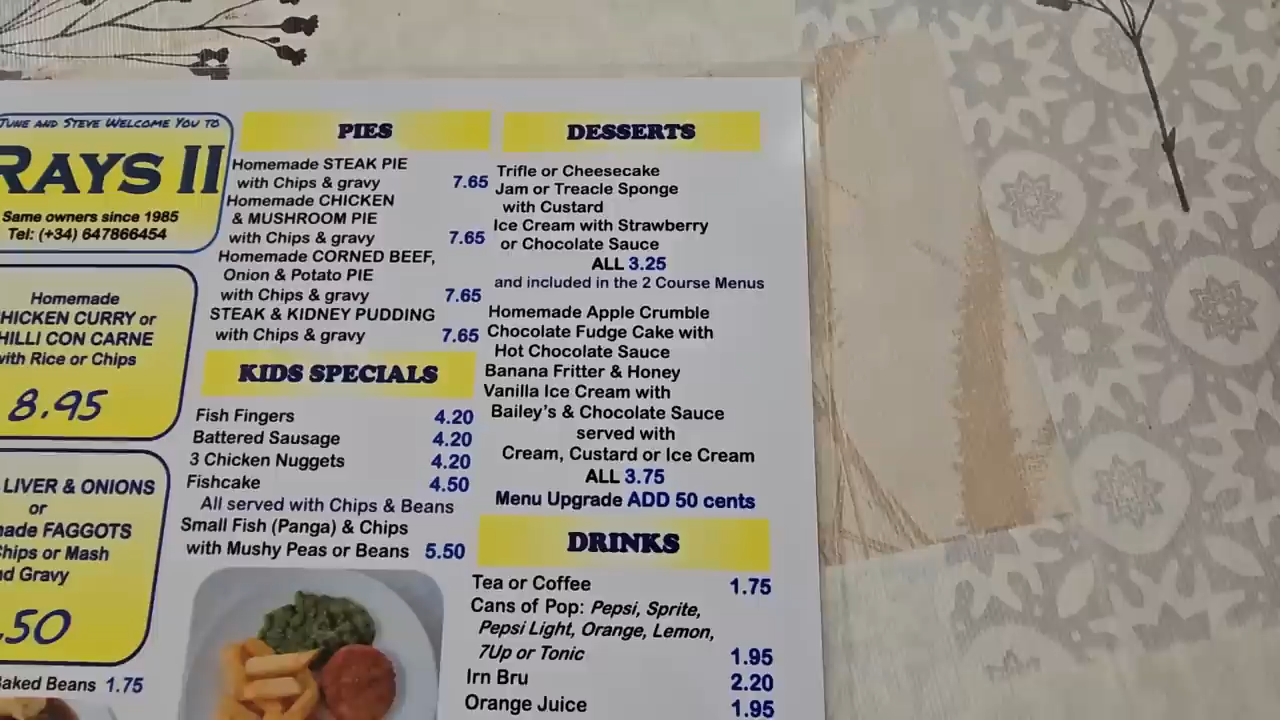 JUNE AND STEVE WELCOME YOU TO
RAYS II
Same owners since 1985
Tel: (+34) 647866454
Homemade
CHICKEN CURRY or
CHILLI CON CARNE
with Rice or Chips
8.95
LIVER & ONIONS
or
FAGGOTS
Chips or Mash
Gravy
.50
Baked Beans 1.75
PIES
Homemade STEAK PIE
with Chips & gravy 7.65
Homemade CHICKEN
& MUSHROOM PIE
with Chips & gravy 7.65
Homemade CORNED BEEF,
Onion & Potato PIE
with Chips & gravy 7.65
STEAK & KIDNEY PUDDING
with Chips & gravy 7.65
KIDS SPECIALS
Fish Fingers 4.20
Battered Sausage 4.20
3 Chicken Nuggets 4.20
Fishcake 4.50
All served with Chips & Beans
Small Fish (Panga) & Chips
with Mushy Peas or Beans 5.50
DESSERTS
Trifle or Cheesecake
Jam or Treacle Sponge
with Custard
Ice Cream with Strawberry
or Chocolate Sauce
ALL 3.25
and included in the 2 Course Menus
Homemade Apple Crumble
Chocolate Fudge Cake with
Hot Chocolate Sauce
Banana Fritter & Honey
Vanilla Ice Cream with
Bailey's & Chocolate Sauce
served with
Cream, Custard or Ice Cream
ALL 3.75
Menu Upgrade ADD 50 cents
DRINKS
Tea or Coffee 1.75
Cans of Pop: Pepsi, Sprite,
Pepsi Light, Orange, Lemon,
7Up or Tonic 1.95
Irn Bru 2.20
Orange Juice 1.95